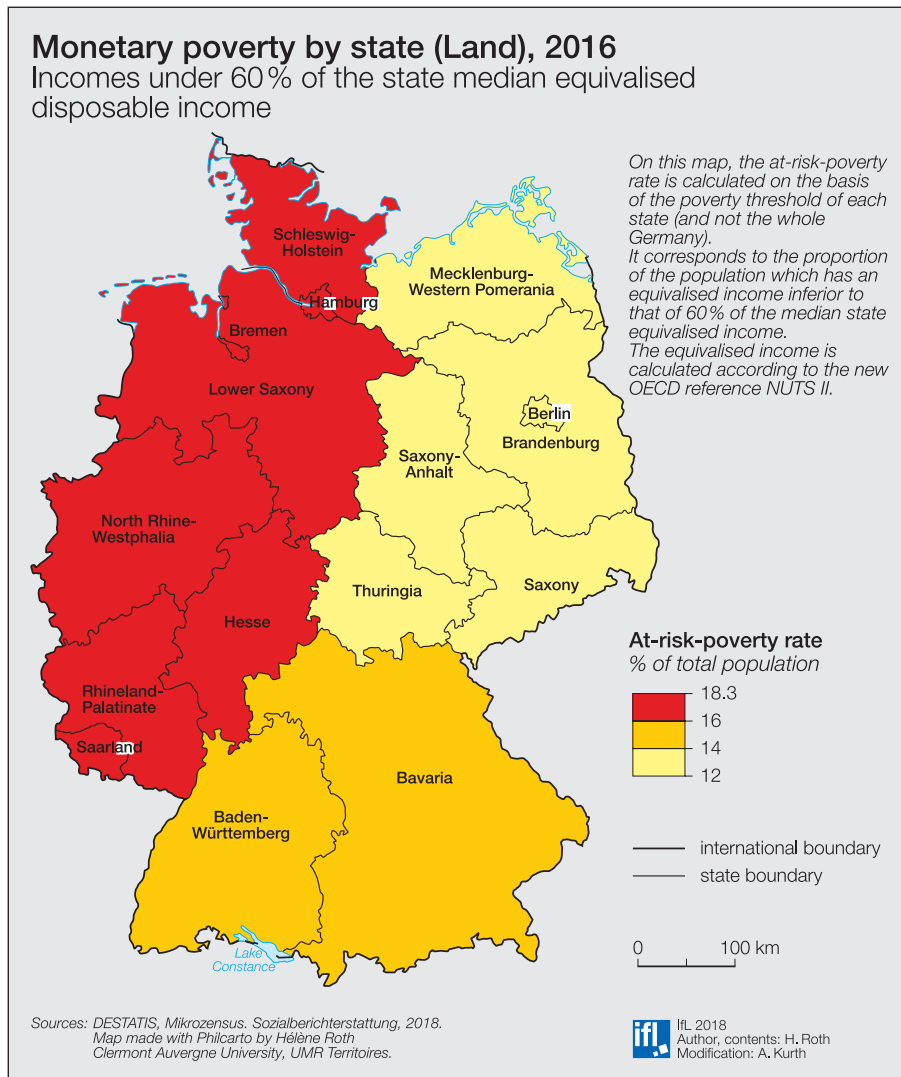 Monetary poverty by state (Land), 2016
Incomes under 60 % of the state median equivalised
disposable income
On this map, the at-risk-poverty
rate is calculated on the basis
of the poverty threshold of each
state (and not the whole
Germany).
It corresponds to the proportion
of the population which has an
equivalised income inferior to
that of 60 % of the median state
equivalised income.
The equivalised income is
calculated according to the new
OECD reference NUTS II.
Schleswig-
Holstein
Mecklenburg-
Western Pomerania
Hamburg
Bremen
Lower Saxony
Berlin
Brandenburg
Saxony-
Anhalt
North Rhine-
Westphalia
Thuringia
Saxony
Hesse
Rhineland-
Palatinate
Saarland
Bavaria
Baden-
Württemberg
Lake
Constance
At-risk-poverty rate
% of total population
18.3
16
14
12
international boundary
state boundary
0 100 km
Sources: DESTATIS, Mikrozensus. Sozialberichterstattung, 2018.
Map made with Philcarto by Hélène Roth
Clermont Auvergne University, UMR Territoires.
ifl
IfL 2018
Author, contents: H. Roth
Modification: A. Kurth